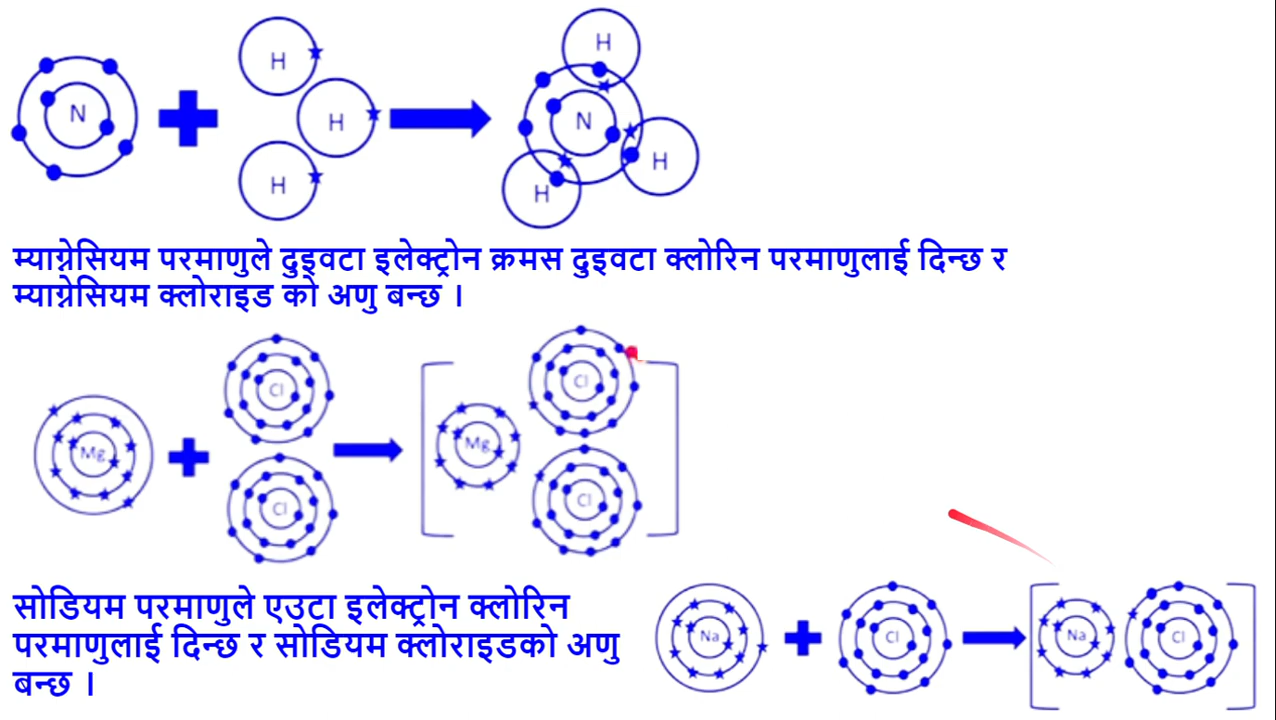 N
H
H
H
H
N
H
H
म्याग्नेसियम परमाणुले दुइवटा इलेक्ट्रोन क्रमस दुइवटा क्लोरिन परमाणुलाई दिन्छ र
म्याग्नेसियम क्लोराइड को अणु बन्छ ।
Mg
Cl
Cl
Mg
Cl
Cl
सोडियम परमाणुले एउटा इलेक्ट्रोन क्लोरिन
परमाणुलाई दिन्छ र सोडियम क्लोराइडको अणु
बन्छ ।
Na
Cl
Na
Cl